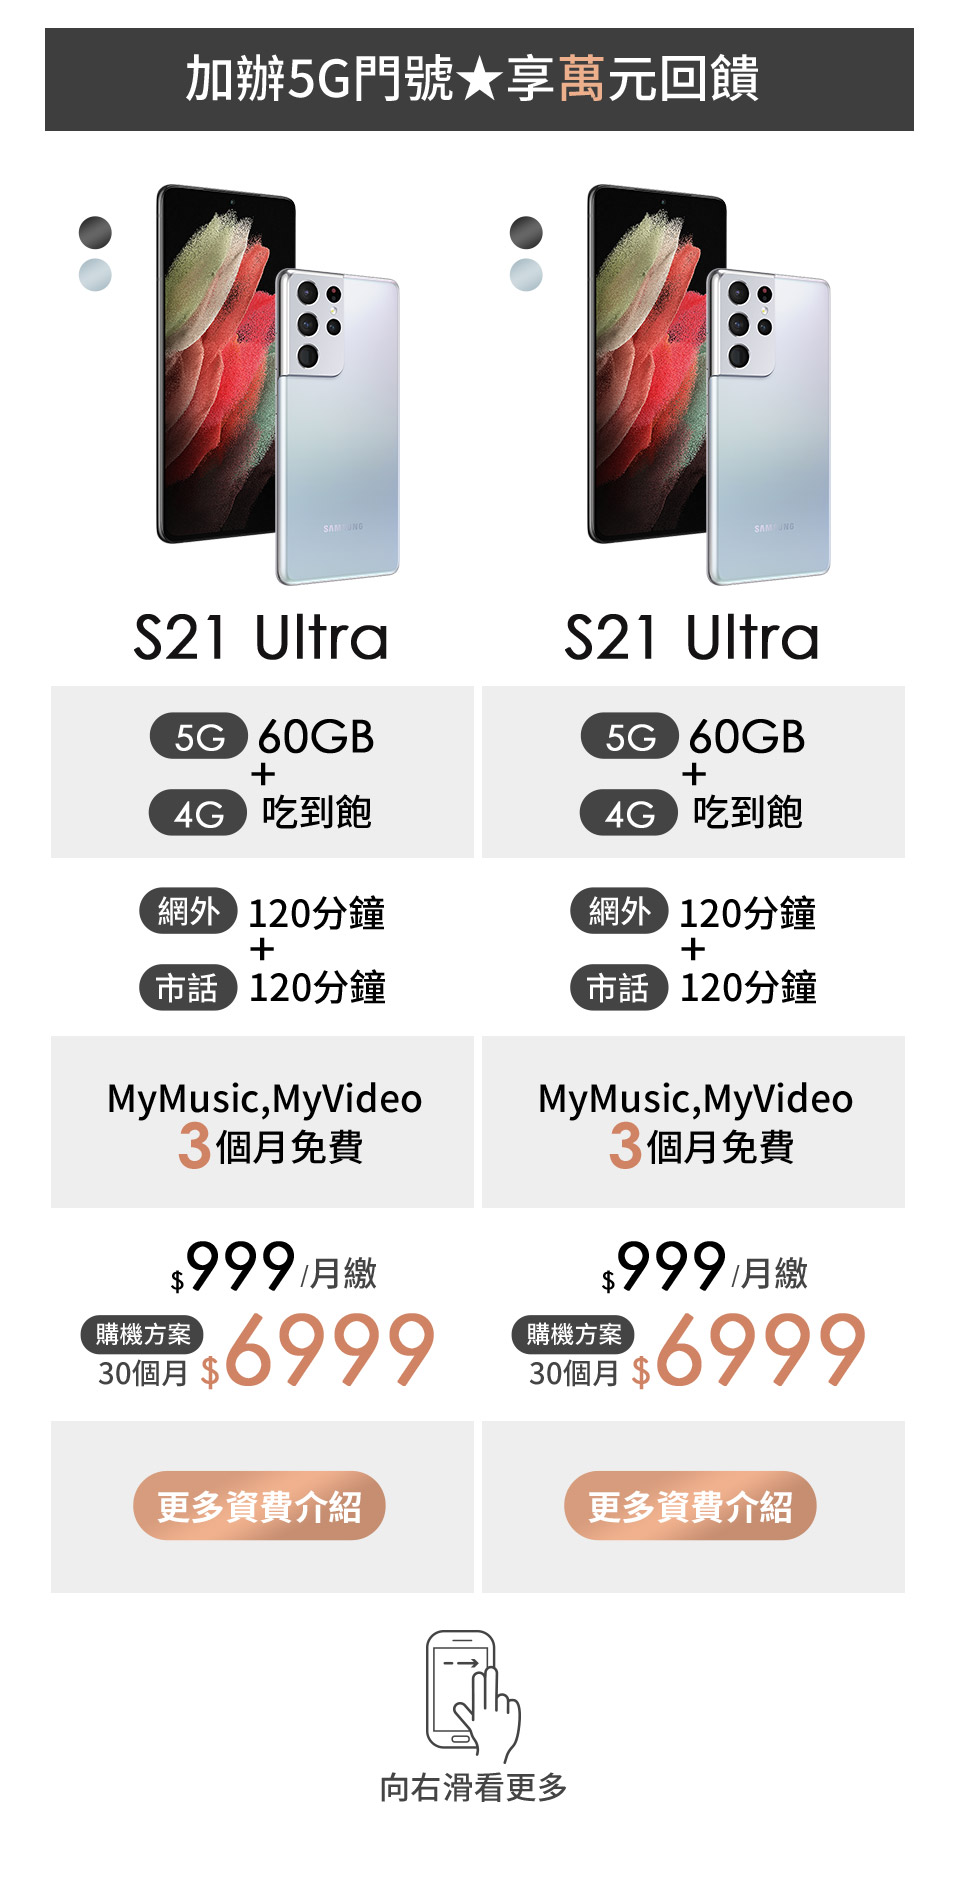 加辦5G門號★享萬元回饋
SAMSUNG
SAMSUNG
S21 Ultra
S21 Ultra
5G 60GB
+
4G 吃到飽
5G 60GB
+
4G 吃到飽
網外 120分鐘
+
市話 120分鐘
網外 120分鐘
+
市話 120分鐘
MyMusic,MyVideo
3個月免費
MyMusic,MyVideo
3個月免費
$999/月繳
購機方案
30個月 $6999
$999/月繳
購機方案
30個月 $6999
更多資費介紹
更多資費介紹
向右滑看更多